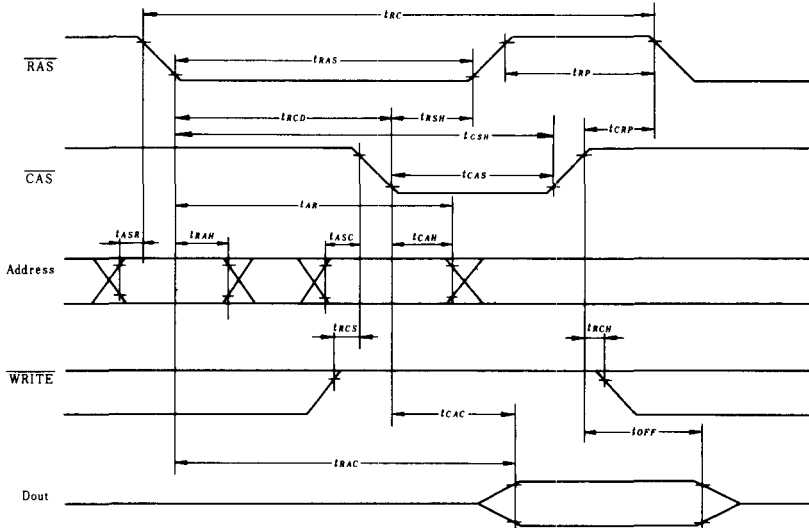 tRC
RAS
tRAS
tRP
tRCD
tRSH
tCSH
tCRP
CAS
tCAS
tAR
tASR
tRAH
tASC
tCAH
Address
tRCS
tRCH
WRITE
tCAC
tOFF
tRAC
Dout